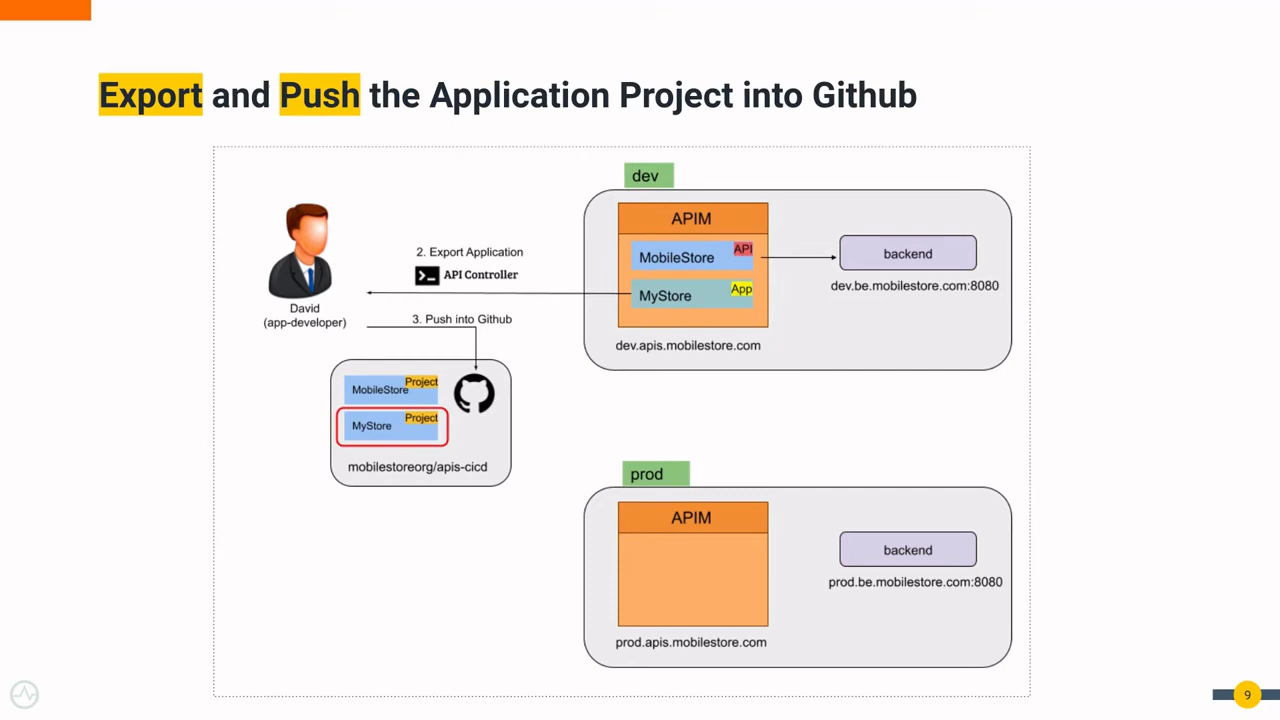 Export and Push the Application Project into Github
dev
APIM
MobileStore
API
MyStore
App
dev.apis.mobilestore.com
backend
dev.be.mobilestore.com:8080
2. Export Application
>_ API Controller
David
(app-developer)
3. Push into Github
MobileStore
Project
MyStore
Project
mobilestoreorg/apis-cicd
prod
APIM
prod.apis.mobilestore.com
backend
prod.be.mobilestore.com:8080
9